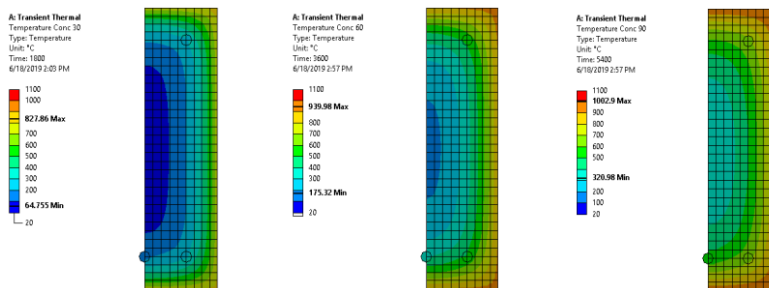 A: Transient Thermal
Temperature Conc 30
Type: Temperature
Unit: °C
Time: 1800
6/18/2019 2:03 PM
1100
1000
827.86 Max
700
600
500
400
300
200
64.755 Min
20
A: Transient Thermal
Temperature Conc 60
Type: Temperature
Unit: °C
Time: 3600
6/18/2019 2:57 PM
1100
939.98 Max
800
700
600
500
400
300
175.32 Min
20
A: Transient Thermal
Temperature Conc 90
Type: Temperature
Unit: °C
Time: 5400
6/18/2019 2:57 PM
1100
1002.9 Max
900
800
700
600
500
320.98 Min
200
100
20